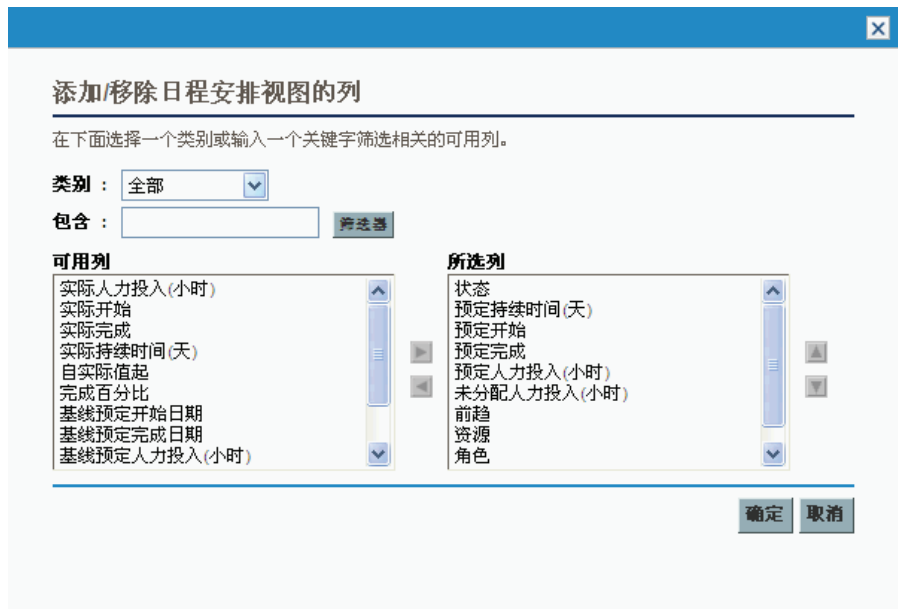 添加/移除日程安排视图的列
在下面选择一个类别或输入一个关键字筛选相关的可用列。
类别 : 全部
包含 : 筛选器
可用列 所选列
实际人力投入(小时) 状态
实际开始 预定持续时间(天)
实际完成 预定开始
实际持续时间(天) 预定完成
自实际值起 预定人力投入(小时)
完成百分比 未分配人力投入(小时)
基线预定开始日期 前趋
基线预定完成日期 资源
基线预定人力投入(小时) 角色
确定 取消